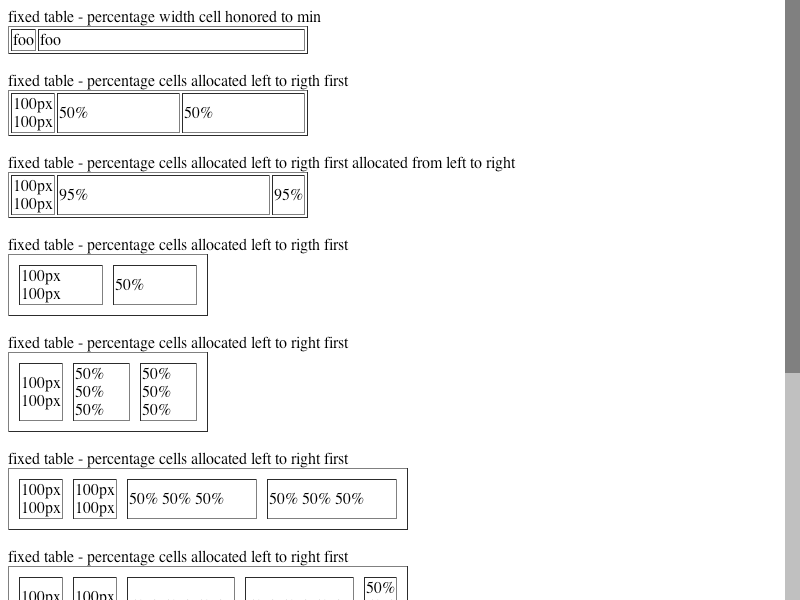 fixed table - percentage width cell honored to min
foo foo
fixed table - percentage cells allocated left to rigth first
100px
100px
50% 50%
fixed table - percentage cells allocated left to rigth first allocated from left to right
100px
100px
95% 95%
fixed table - percentage cells allocated left to rigth first
100px
100px
50%
fixed table - percentage cells allocated left to right first
100px
100px
50%
50%
50%
50%
50%
50%
fixed table - percentage cells allocated left to right first
100px
100px
100px
100px
50% 50% 50%
50% 50% 50%
fixed table - percentage cells allocated left to right first
100px
100px
50%